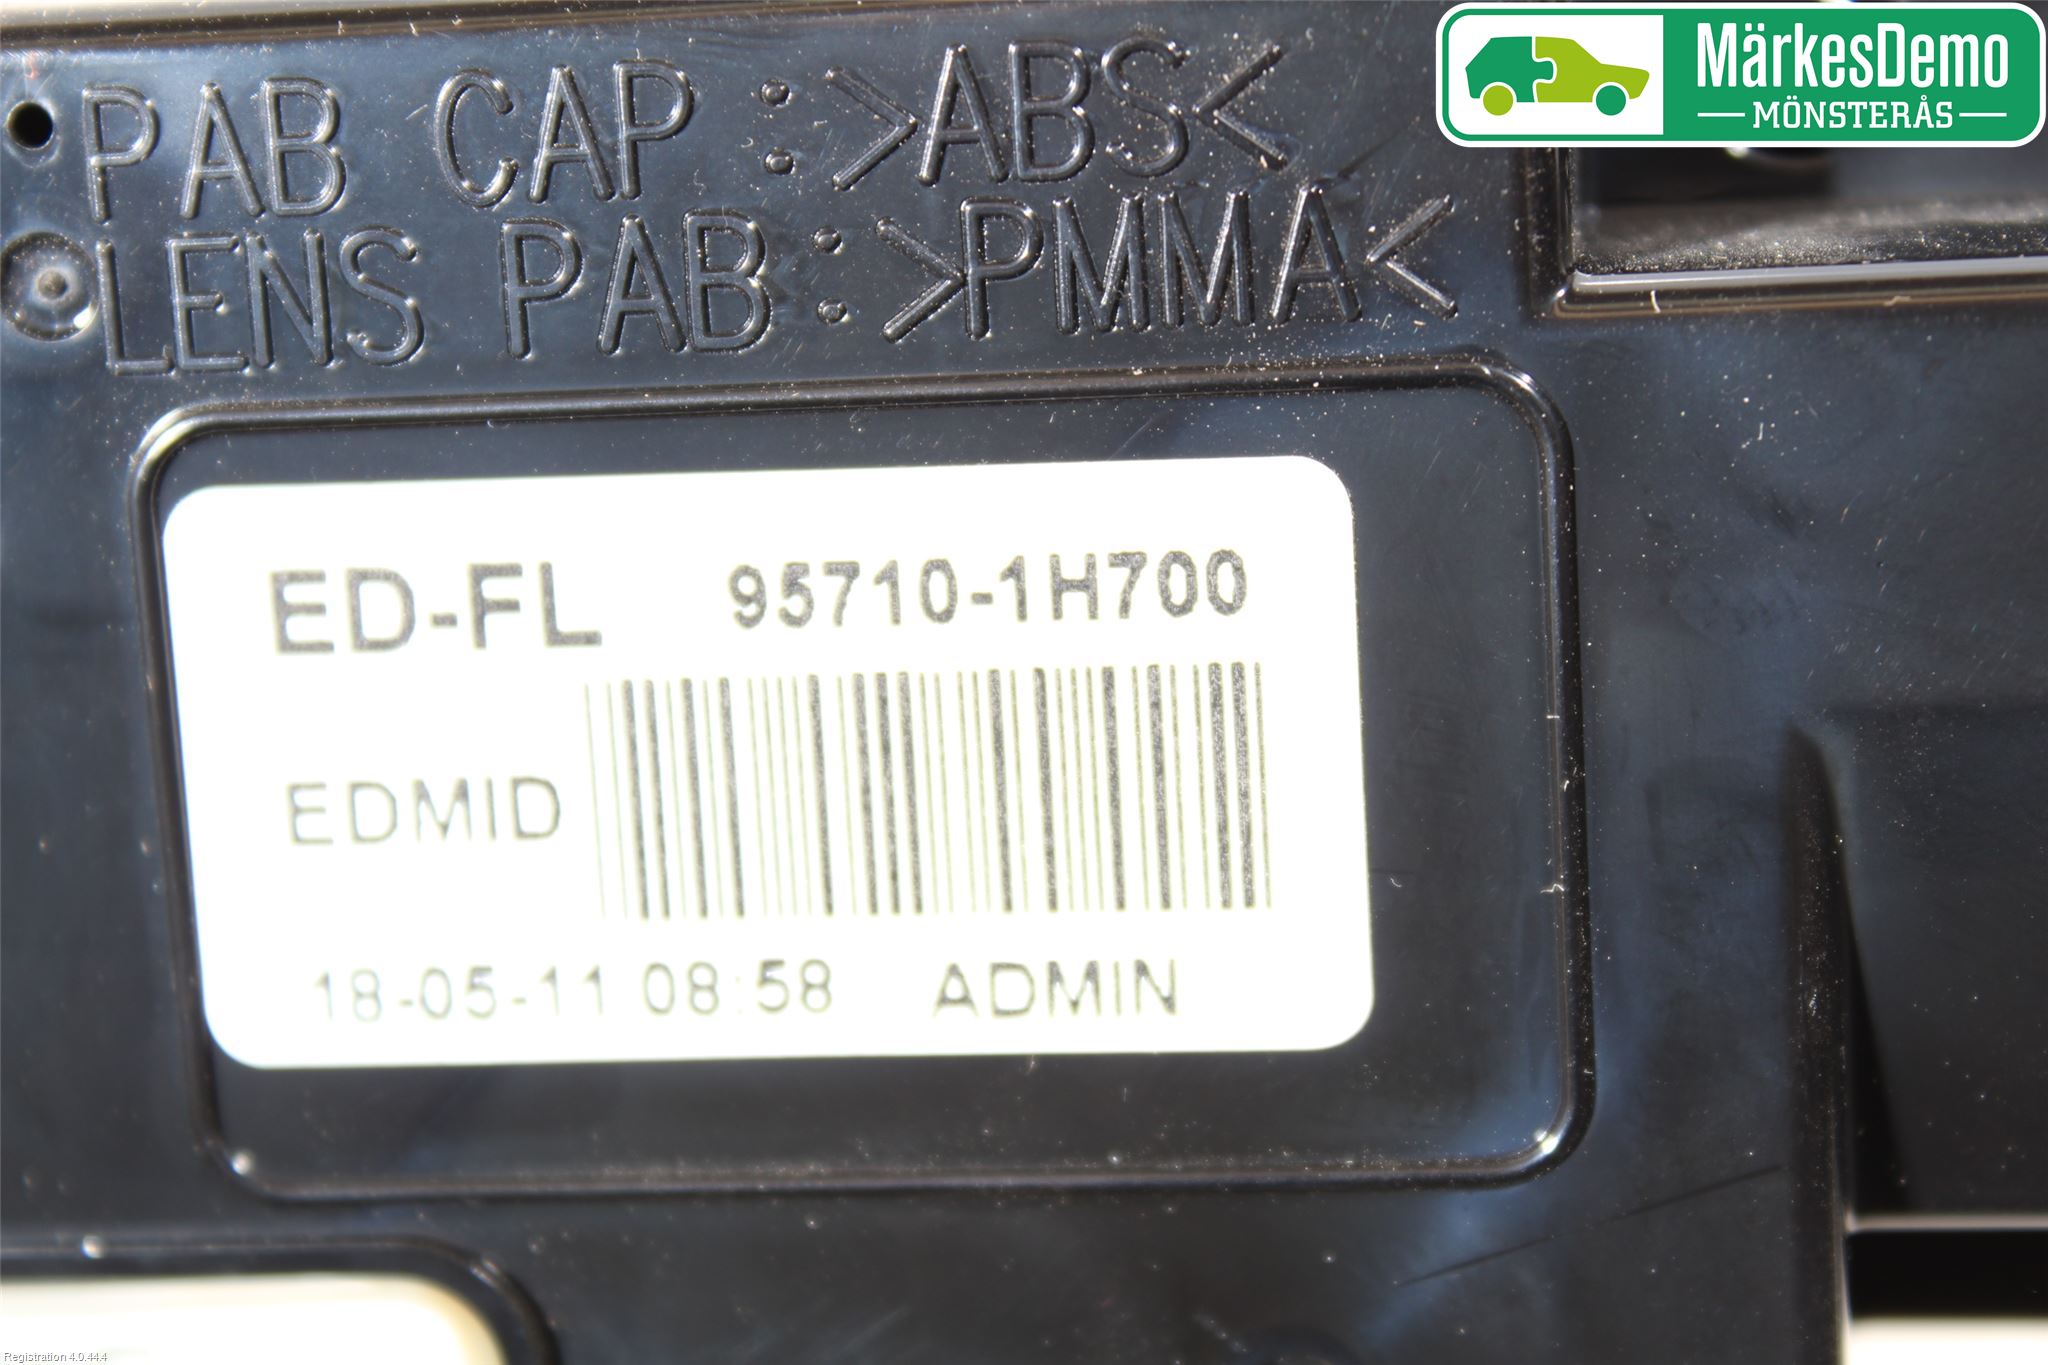 MärkesDemo
MÖNSTERÅS
PAB CAP :>ABS<
LENS PAB :>PMMA<
ED-FL 95710-1H700
EDMID
18-05-11 08:58 ADMIN
Registration 4.0.44.4